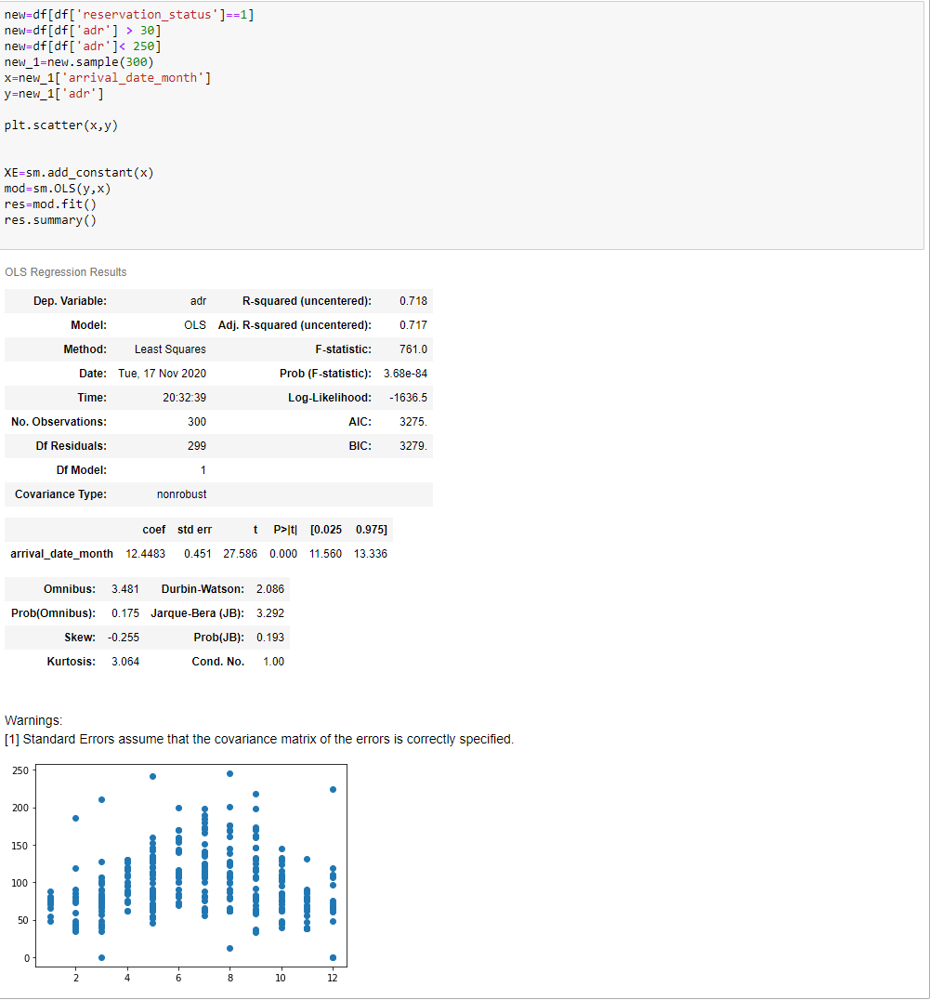 new=df[df['reservation_status']==1]
new=df[df['adr'] > 30]
new=df[df['adr']< 250]
new_1=new.sample(300)
x=new_1['arrival_date_month']
y=new_1['adr']
plt.scatter(x,y)
XE=sm.add_constant(x)
mod=sm.OLS(y,x)
res=mod.fit()
res.summary()
OLS Regression Results
Dep. Variable: adr R-squared (uncentered): 0.718
Model: OLS Adj. R-squared (uncentered): 0.717
Method: Least Squares F-statistic: 761.0
Date: Tue, 17 Nov 2020 Prob (F-statistic): 3.68e-84
Time: 20:32:39 Log-Likelihood: -1636.5
No. Observations: 300 AIC: 3275.
Df Residuals: 299 BIC: 3279.
Df Model: 1
Covariance Type: nonrobust
coef std err t P>|t| [0.025 0.975]
arrival_date_month 12.4483 0.451 27.586 0.000 11.560 13.336
Omnibus: 3.481 Durbin-Watson: 2.086
Prob(Omnibus): 0.175 Jarque-Bera (JB): 3.292
Skew: -0.255 Prob(JB): 0.193
Kurtosis: 3.064 Cond. No. 1.00
Warnings:
[1] Standard Errors assume that the covariance matrix of the errors is correctly specified.
250
200
150
100
50
0
2 4 6 8 10 12